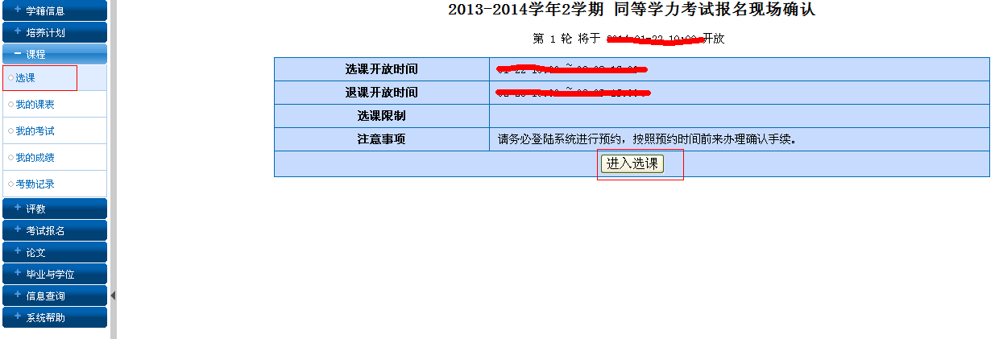 学籍信息
培养计划
课程
选课
我的课表
我的考试
我的成绩
考勤记录
评教
考试报名
论文
毕业与学位
信息查询
系统帮助
2013-2014学年2学期 同等学力考试报名现场确认
第 1 轮 将于 开放
选课开放时间
退课开放时间
选课限制
注意事项 请务必登陆系统进行预约，按照预约时间前来办理确认手续。
进入选课